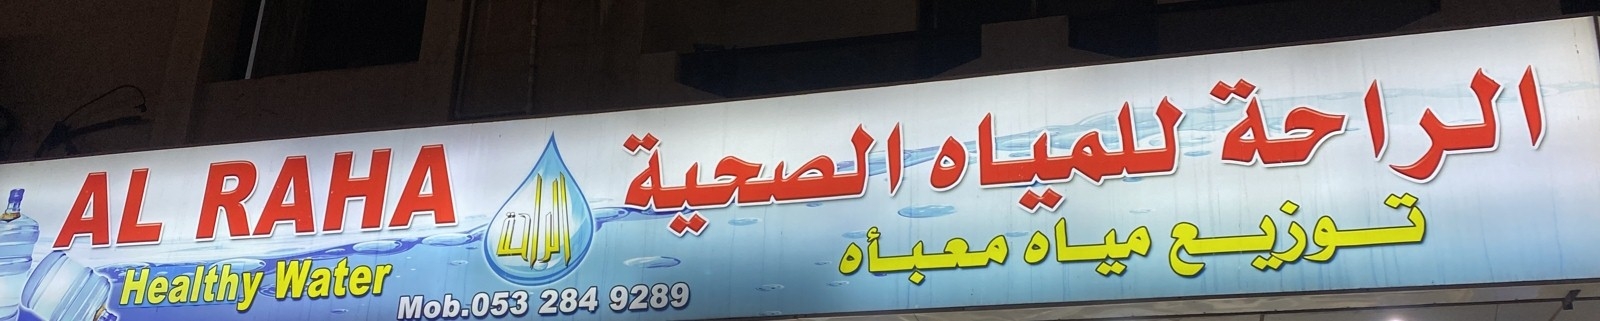 الراحة للمياه الصحية
توزيع مياه معبأه
الراحة
AL RAHA
Healthy Water
Mob.053 284 9289